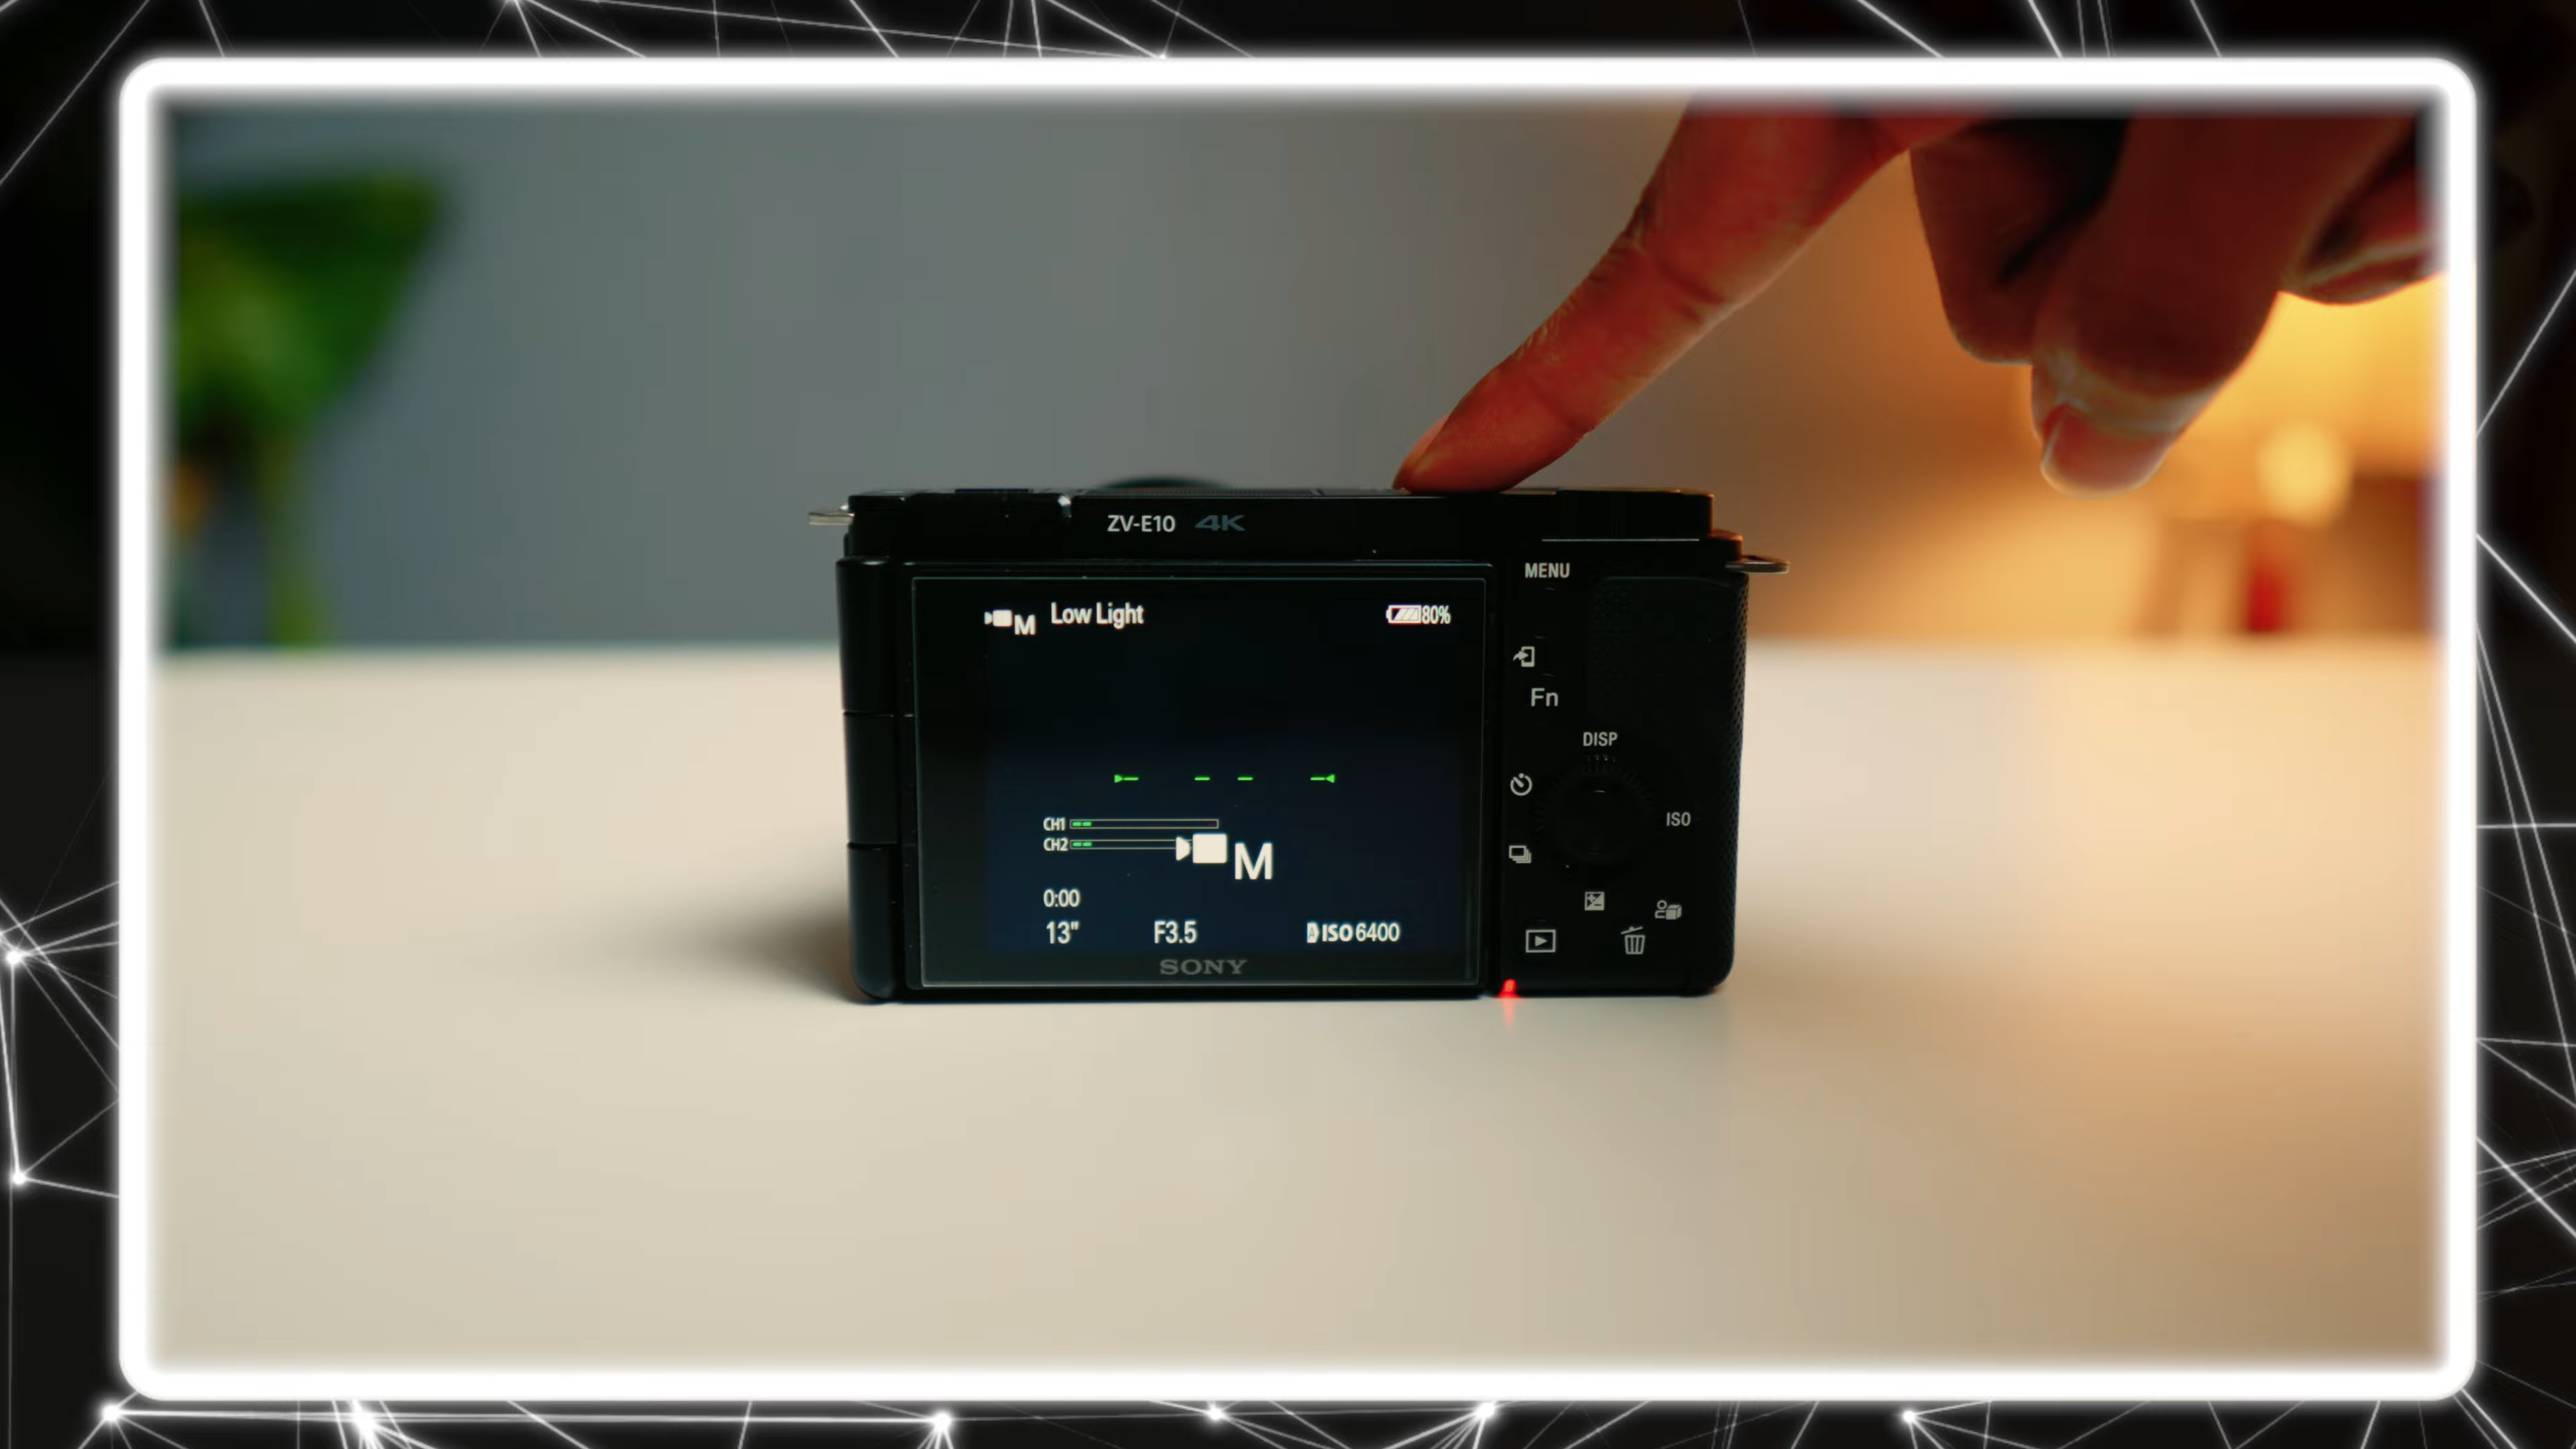 ZV-E10 4K
MENU
M Low Light 80%
Fn
DISP
CH1
CH2
M
ISO
0:00
13" F3.5 ISO 6400
SONY